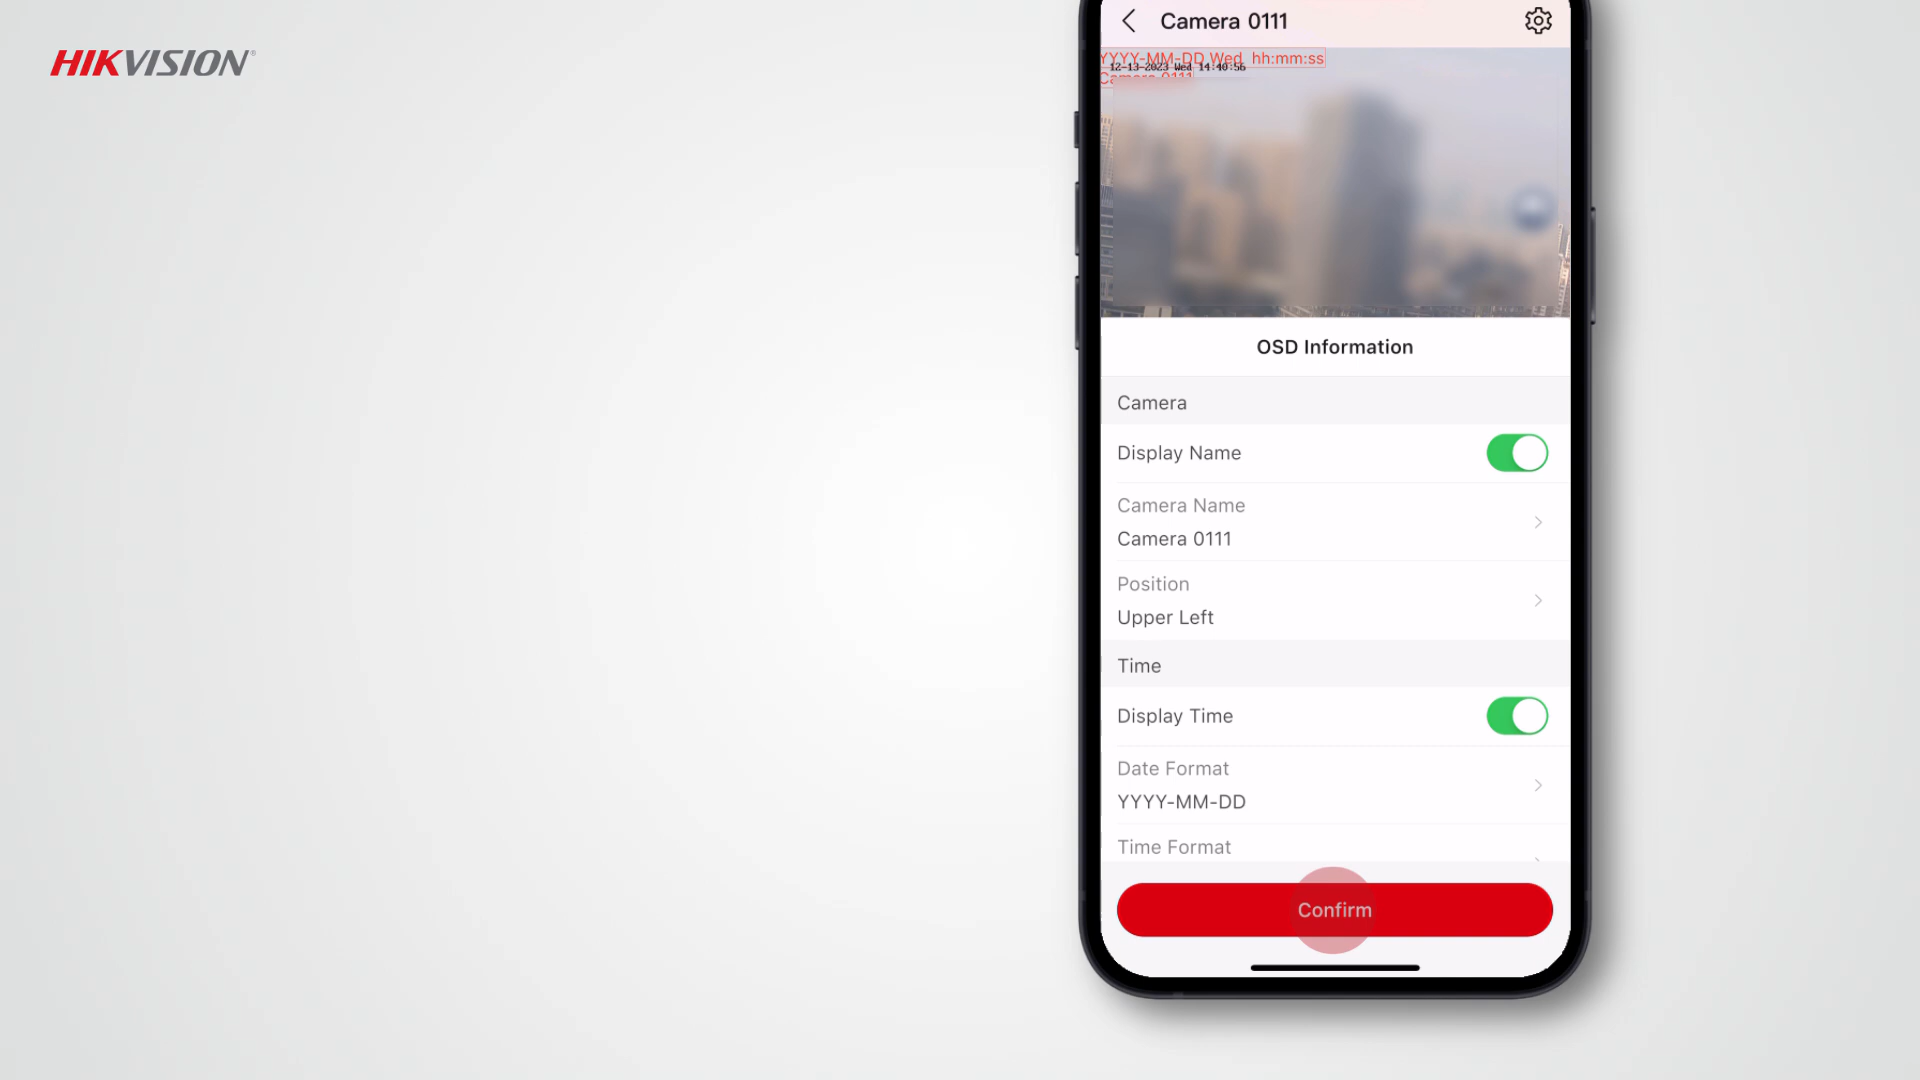 HIKVISION®
Camera 0111
YYYY-MM-DD Wed hh:mm:ss
12-13-2023 Wed 14:40:56
Camera 0111
OSD Information
Camera
Display Name
Camera Name
Camera 0111
Position
Upper Left
Time
Display Time
Date Format
YYYY-MM-DD
Time Format
Confirm